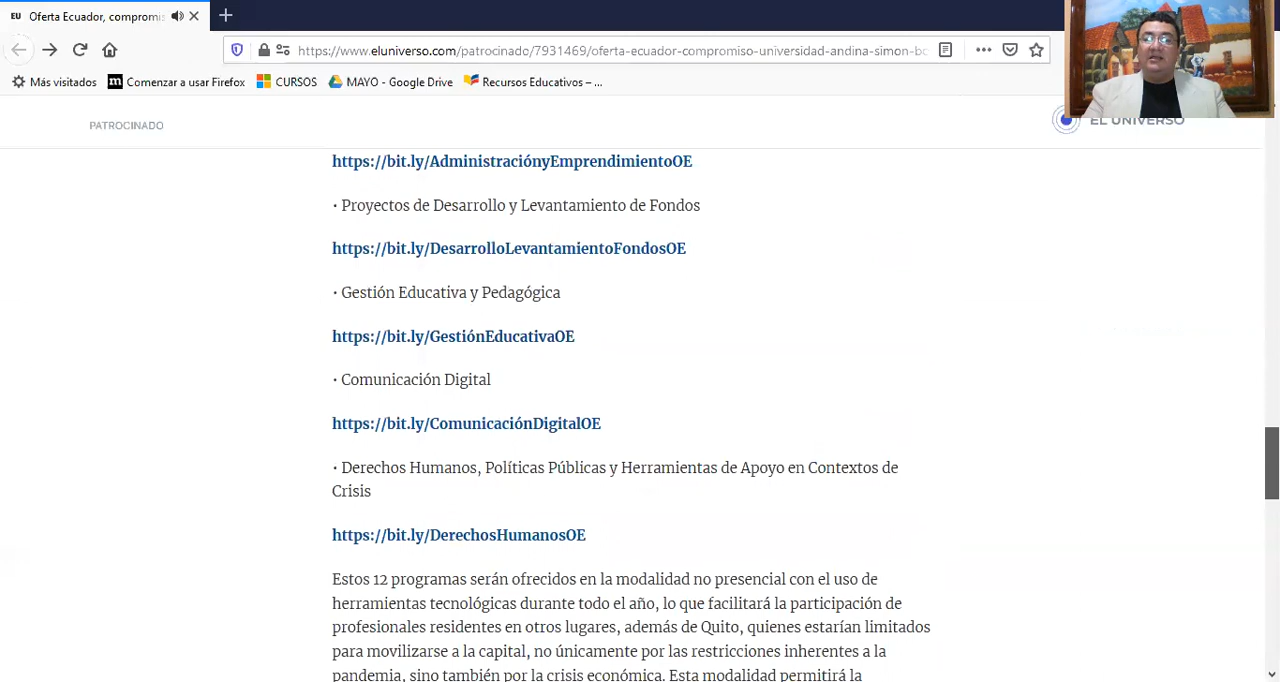 EU Oferta Ecuador, compromis
https://www.eluniverso.com/patrocinado/7931469/oferta-ecuador-compromiso-universidad-andina-simon-bo
Más visitados
Comenzar a usar Firefox
CURSOS
MAYO - Google Drive
Recursos Educativos – ...
PATROCINADO
EL UNIVERSO
https://bit.ly/AdministraciónyEmprendimientoOE
• Proyectos de Desarrollo y Levantamiento de Fondos
https://bit.ly/DesarrolloLevantamientoFondosOE
• Gestión Educativa y Pedagógica
https://bit.ly/GestiónEducativaOE
• Comunicación Digital
https://bit.ly/ComunicaciónDigitalOE
• Derechos Humanos, Políticas Públicas y Herramientas de Apoyo en Contextos de
Crisis
https://bit.ly/DerechosHumanosOE
Estos 12 programas serán ofrecidos en la modalidad no presencial con el uso de
herramientas tecnológicas durante todo el año, lo que facilitará la participación de
profesionales residentes en otros lugares, además de Quito, quienes estarían limitados
para movilizarse a la capital, no únicamente por las restricciones inherentes a la
pandemia, sino también por la crisis económica. Esta modalidad permitirá la